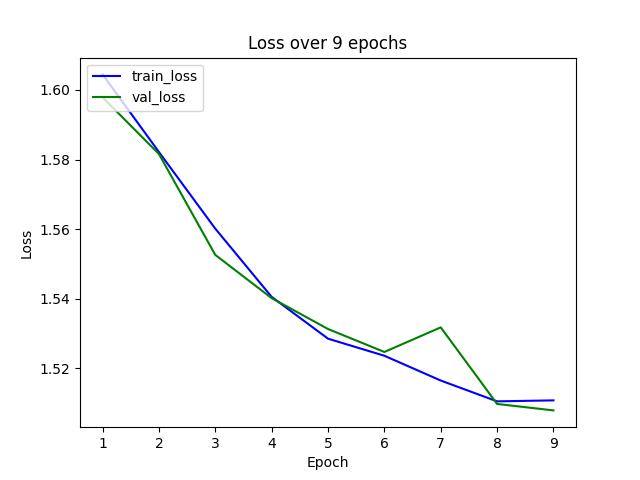 Loss over 9 epochs
train_loss
val_loss
1.60
1.58
1.56
1.54
1.52
Loss
1 2 3 4 5 6 7 8 9
Epoch